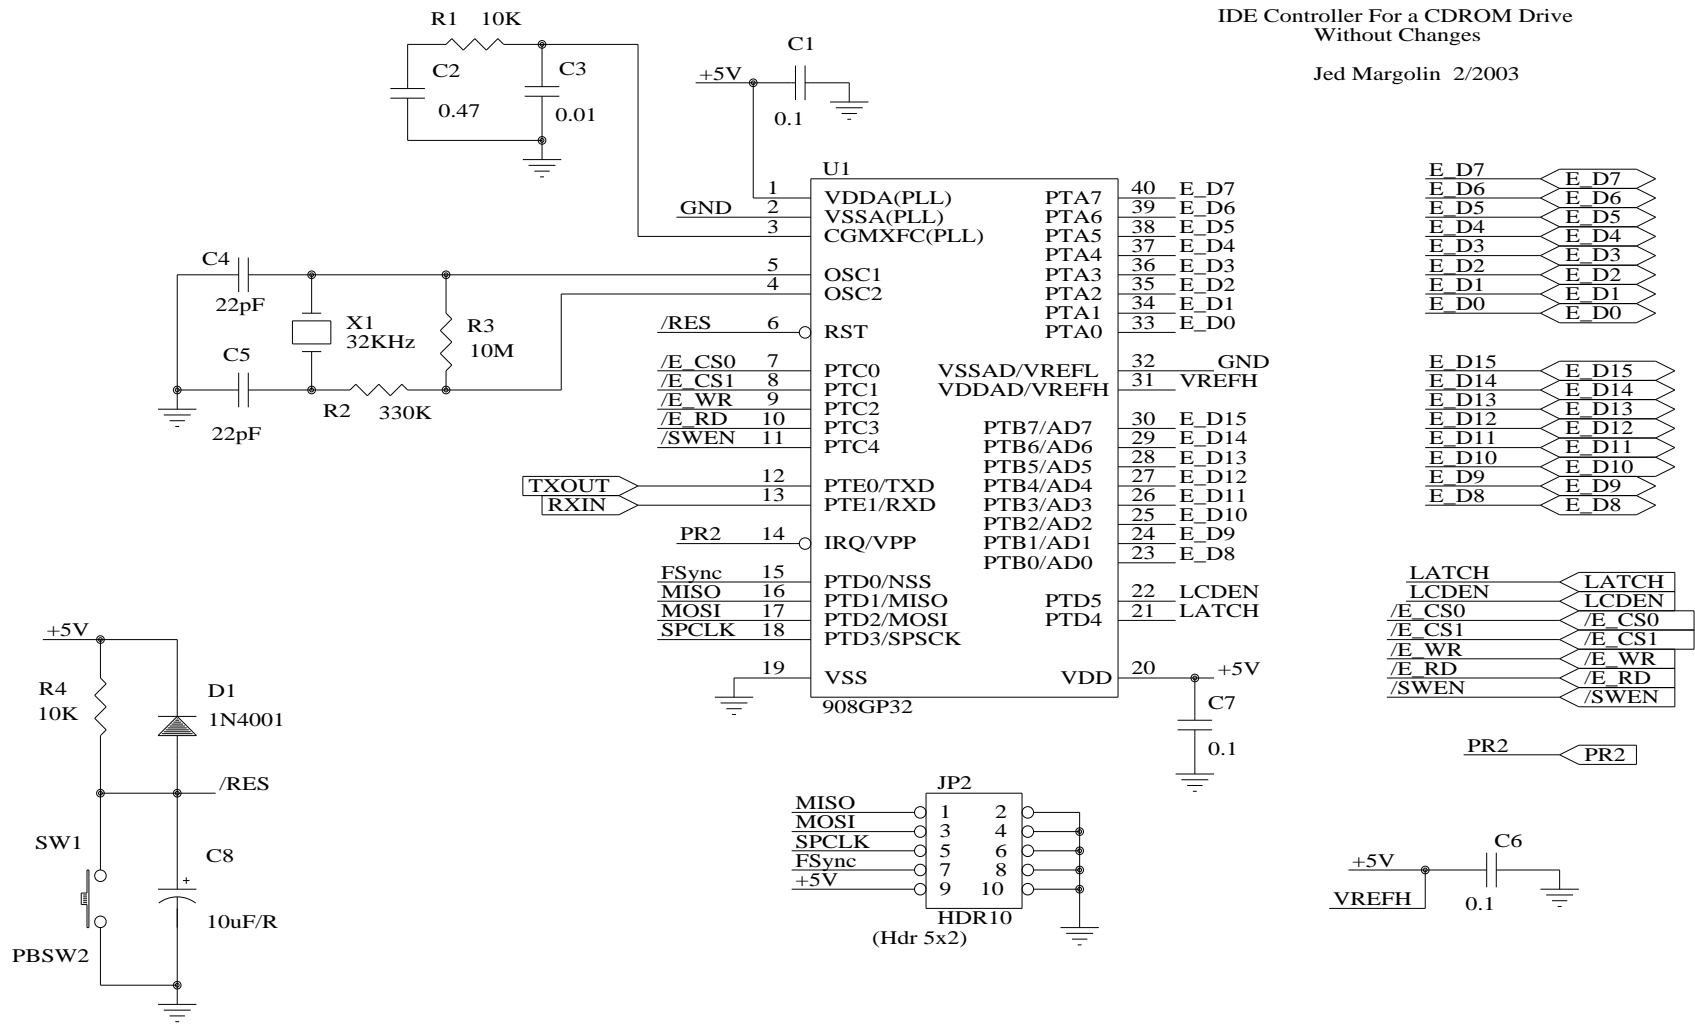 IDE Controller For a CDROM Drive
Without Changes
Jed Margolin 2/2003
R1 10K
C2
0.47
C3
0.01
+5V
C1
0.1
U1
1 VDDA(PLL)
GND 2 VSSA(PLL)
3 CGMXFC(PLL)
5 OSC1
4 OSC2
/RES 6 RST
/E_CS0 7 PTC0
/E_CS1 8 PTC1
/E_WR 9 PTC2
/E_RD 10 PTC3
/SWEN 11 PTC4
TXOUT 12 PTE0/TXD
RXIN 13 PTE1/RXD
PR2 14 IRQ/VPP
FSync 15 PTD0/NSS
MISO 16 PTD1/MISO
MOSI 17 PTD2/MOSI
SPCLK 18 PTD3/SPSCK
19 VSS
PTA7 40 E_D7
PTA6 39 E_D6
PTA5 38 E_D5
PTA4 37 E_D4
PTA3 36 E_D3
PTA2 35 E_D2
PTA1 34 E_D1
PTA0 33 E_D0
VSSAD/VREFL 32 GND
VDDAD/VREFH 31 VREFH
PTB7/AD7 30 E_D15
PTB6/AD6 29 E_D14
PTB5/AD5 28 E_D13
PTB4/AD4 27 E_D12
PTB3/AD3 26 E_D11
PTB2/AD2 25 E_D10
PTB1/AD1 24 E_D9
PTB0/AD0 23 E_D8
PTD5 22 LCDEN
PTD4 21 LATCH
VDD 20 +5V
908GP32
C7
0.1
C4
22pF
X1
32KHz
R3
10M
C5
22pF
R2 330K
E_D7 E_D7
E_D6 E_D6
E_D5 E_D5
E_D4 E_D4
E_D3 E_D3
E_D2 E_D2
E_D1 E_D1
E_D0 E_D0
E_D15 E_D15
E_D14 E_D14
E_D13 E_D13
E_D12 E_D12
E_D11 E_D11
E_D10 E_D10
E_D9 E_D9
E_D8 E_D8
LATCH LATCH
LCDEN LCDEN
/E_CS0 /E_CS0
/E_CS1 /E_CS1
/E_WR /E_WR
/E_RD /E_RD
/SWEN /SWEN
PR2 PR2
+5V
R4
10K
D1
1N4001
/RES
SW1
C8
+
10uF/R
PBSW2
JP2
MISO 1 2
MOSI 3 4
SPCLK 5 6
FSync 7 8
+5V 9 10
HDR10
(Hdr 5x2)
+5V
C6
VREFH
0.1